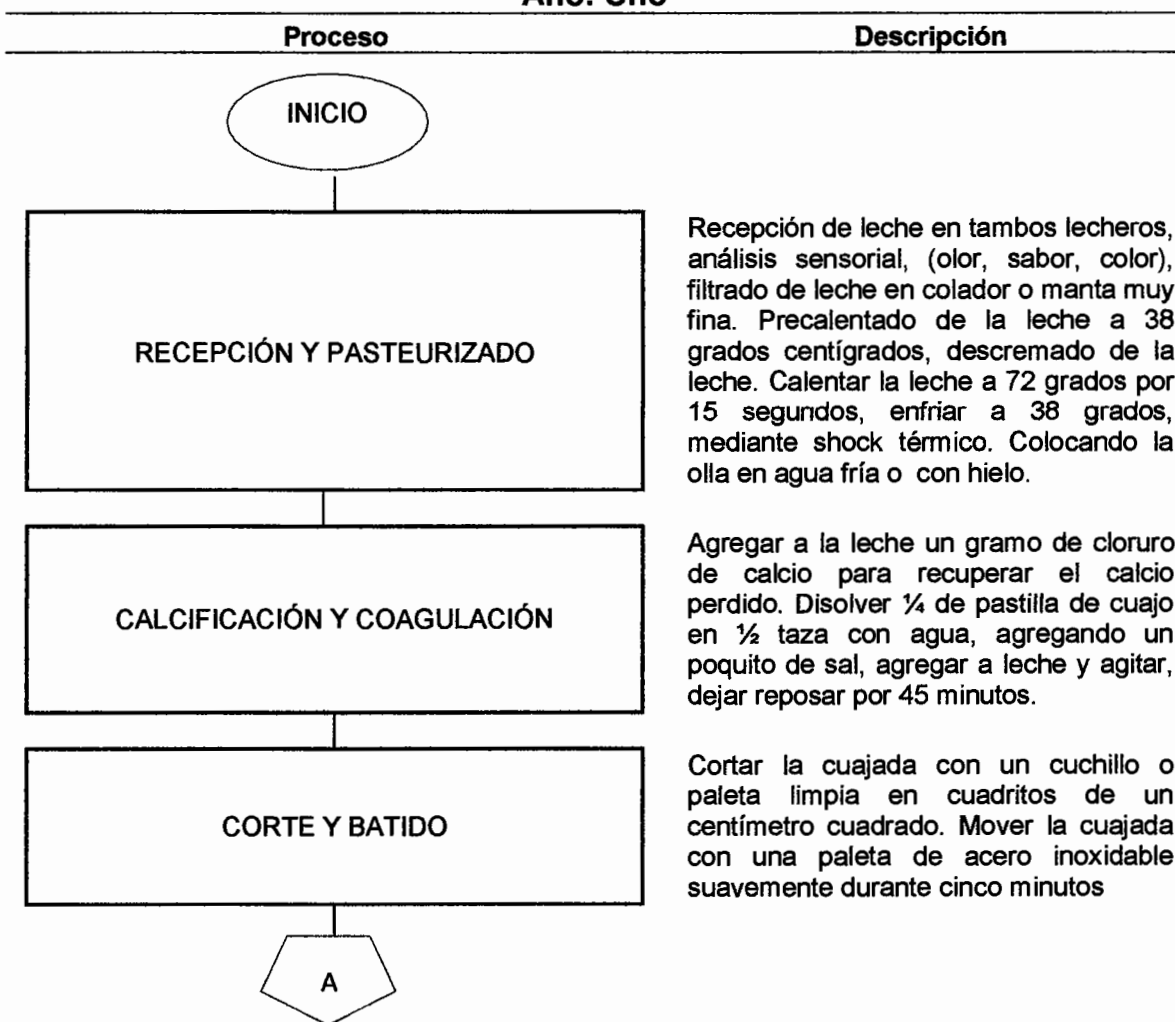 Proceso Descripción
INICIO
RECEPCIÓN Y PASTEURIZADO
Recepción de leche en tambos lecheros,
análisis sensorial, (olor, sabor, color),
filtrado de leche en colador o manta muy
fina. Precalentado de la leche a 38
grados centígrados, descremado de la
leche. Calentar la leche a 72 grados por
15 segundos, enfriar a 38 grados,
mediante shock térmico. Colocando la
olla en agua fría o con hielo.
CALCIFICACIÓN Y COAGULACIÓN
Agregar a la leche un gramo de cloruro
de calcio para recuperar el calcio
perdido. Disolver ¼ de pastilla de cuajo
en ½ taza con agua, agregando un
poquito de sal, agregar a leche y agitar,
dejar reposar por 45 minutos.
CORTE Y BATIDO
Cortar la cuajada con un cuchillo o
paleta limpia en cuadritos de un
centímetro cuadrado. Mover la cuajada
con una paleta de acero inoxidable
suavemente durante cinco minutos
A